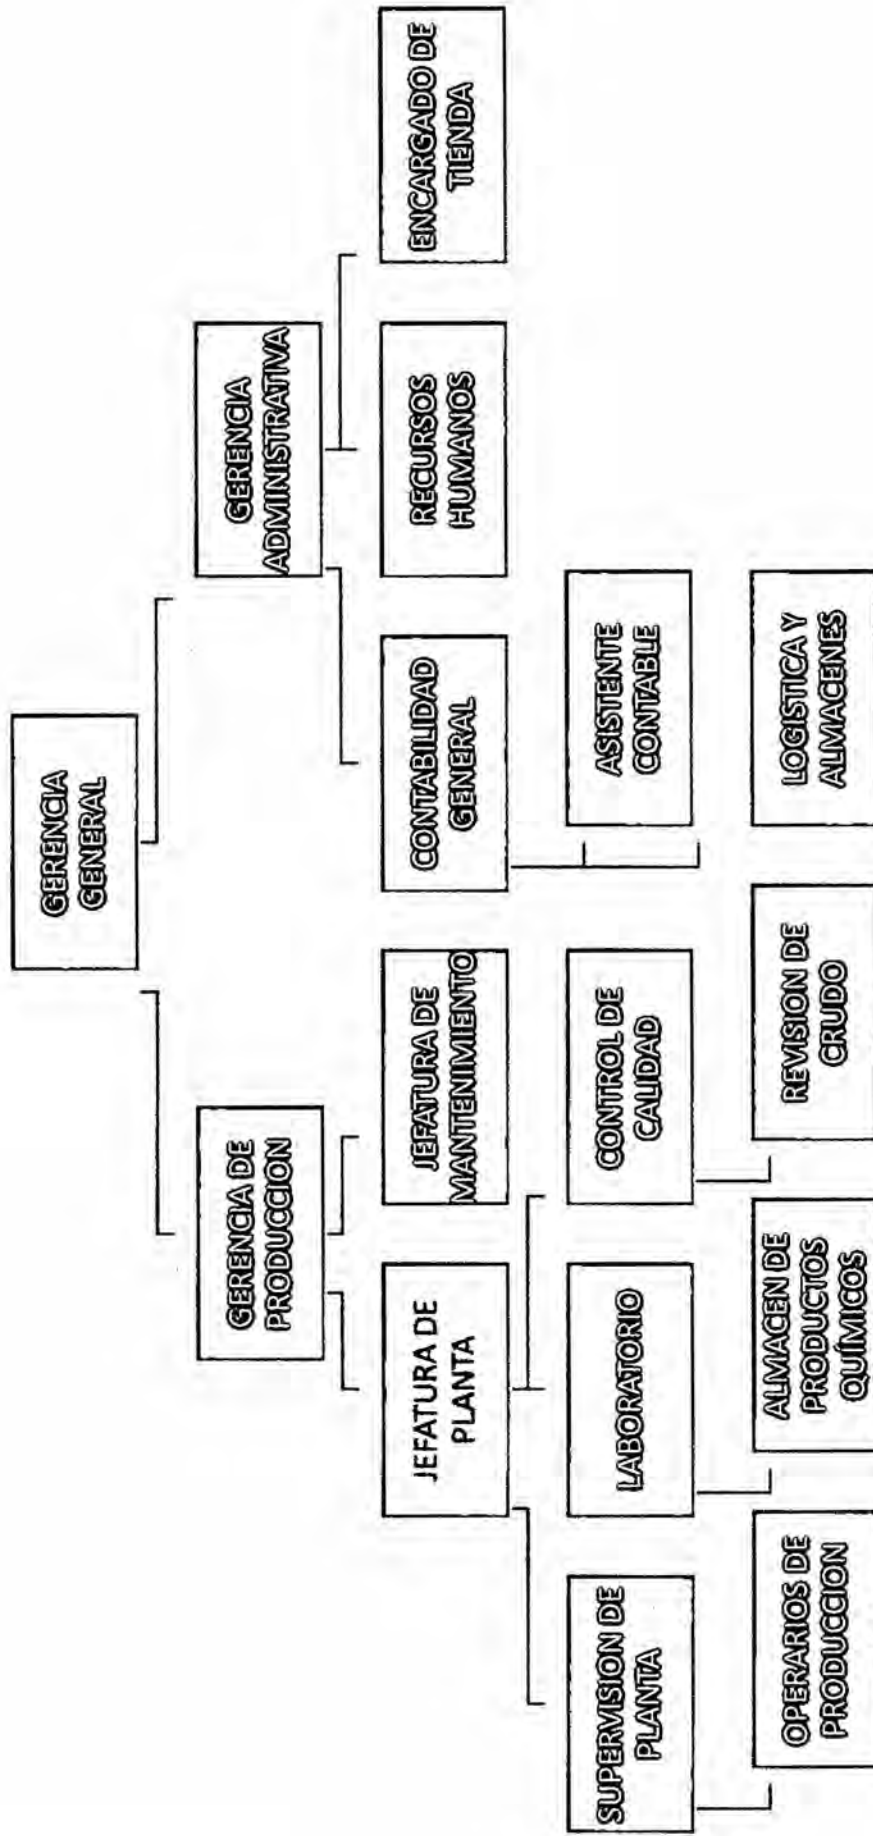 GERENCIA
GENERAL
GERENCIA DE
PRODUCCION
GERENCIA
ADMINISTRATIVA
JEFATURA DE
PLANTA
JEFATURA DE
MANTENIMIENTO
CONTABILIDAD
GENERAL
RECURSOS
HUMANOS
ENCARGADO DE
TIENDA
SUPERVISION DE
PLANTA
LABORATORIO
CONTROL DE
CALIDAD
ASISTENTE
CONTABLE
OPERARIOS DE
PRODUCCION
ALMACEN DE
PRODUCTOS
QUÍMICOS
REVISION DE
CRUDO
LOGISTICA Y
ALMACENES